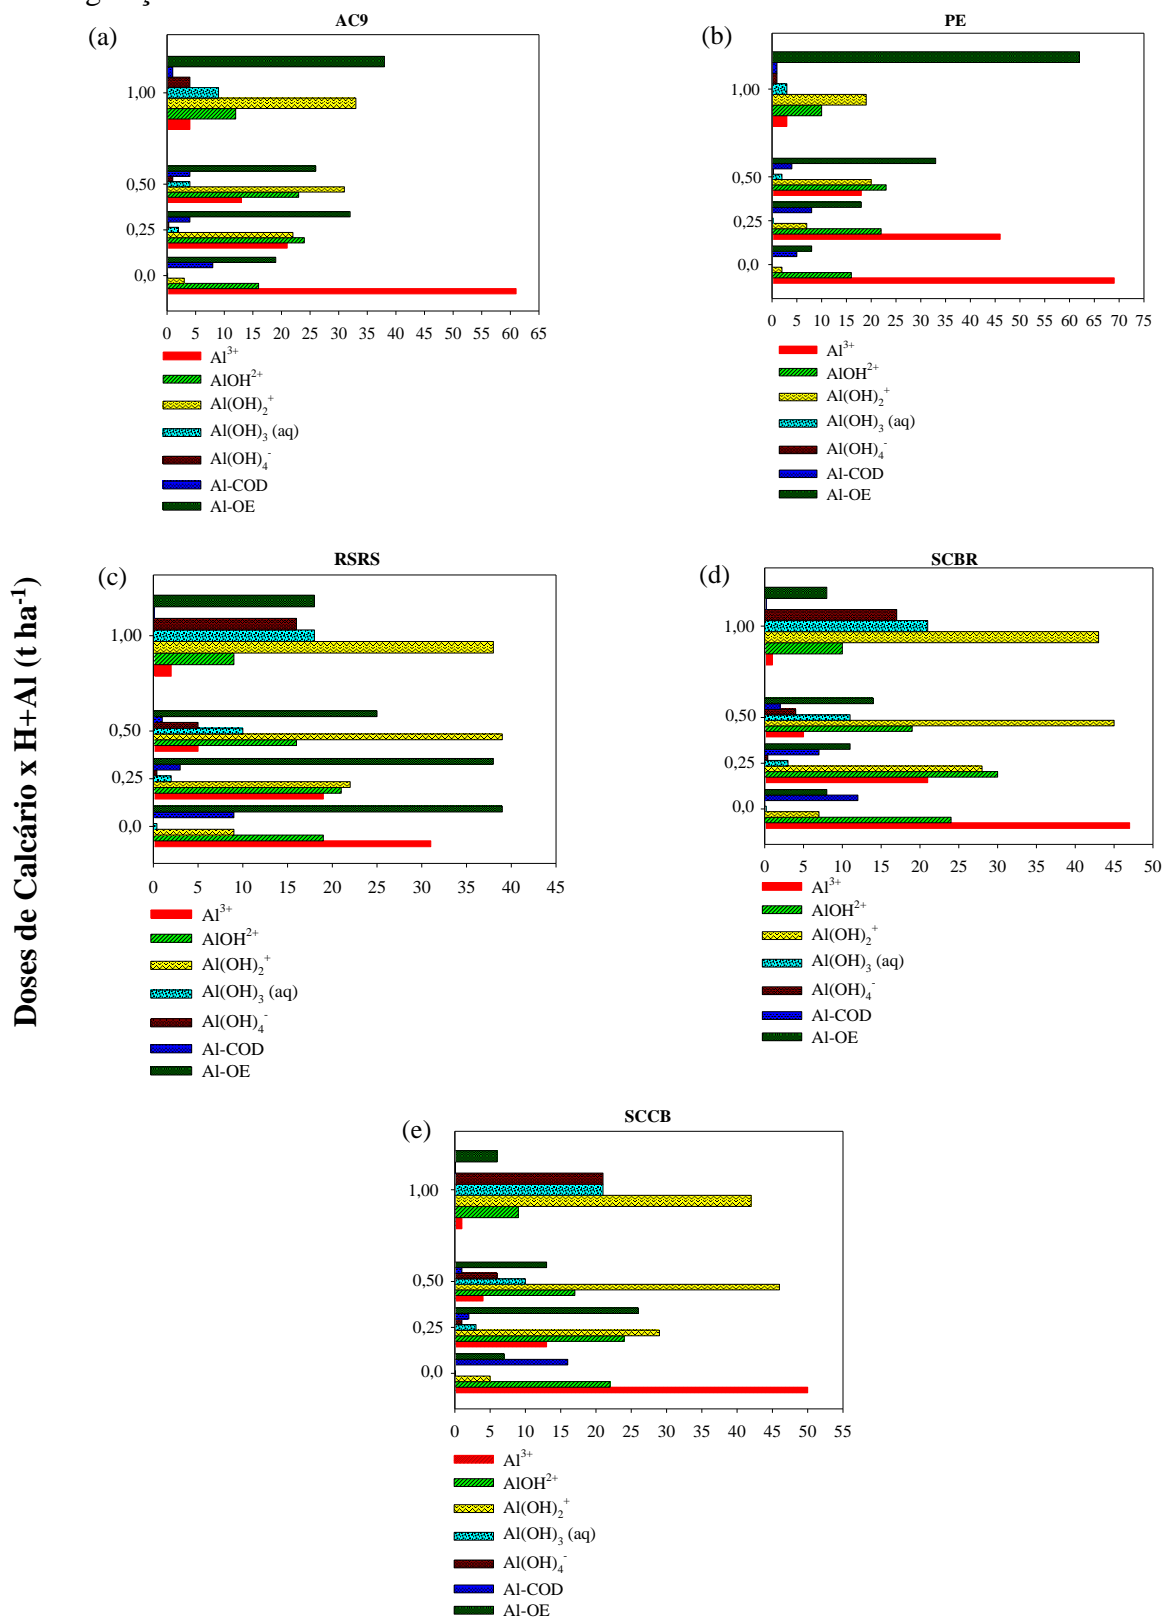 AC9
(a)
1,00
0,50
0,25
0,0
0 5 10 15 20 25 30 35 40 45 50 55 60 65
Al³⁺
AlOH²⁺
Al(OH)₂⁺
Al(OH)₃ (aq)
Al(OH)₄⁻
Al-COD
Al-OE
PE
(b)
1,00
0,50
0,25
0,0
0 5 10 15 20 25 30 35 40 45 50 55 60 65 70 75
Al³⁺
AlOH²⁺
Al(OH)₂⁺
Al(OH)₃ (aq)
Al(OH)₄⁻
Al-COD
Al-OE
Doses de Calcário x H+Al (t ha⁻¹)
RSRS
(c)
1,00
0,50
0,25
0,0
0 5 10 15 20 25 30 35 40 45
Al³⁺
AlOH²⁺
Al(OH)₂⁺
Al(OH)₃ (aq)
Al(OH)₄⁻
Al-COD
Al-OE
SCBR
(d)
1,00
0,50
0,25
0,0
0 5 10 15 20 25 30 35 40 45 50
Al³⁺
AlOH²⁺
Al(OH)₂⁺
Al(OH)₃ (aq)
Al(OH)₄⁻
Al-COD
Al-OE
SCCB
(e)
1,00
0,50
0,25
0,0
0 5 10 15 20 25 30 35 40 45 50 55
Al³⁺
AlOH²⁺
Al(OH)₂⁺
Al(OH)₃ (aq)
Al(OH)₄⁻
Al-COD
Al-OE